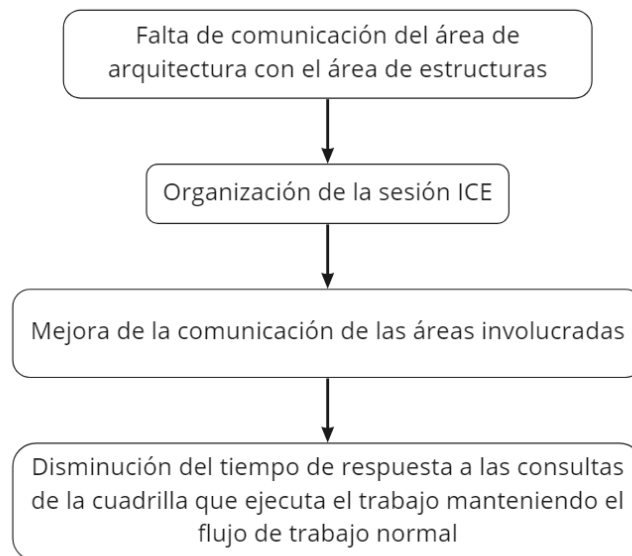 Falta de comunicación del área de
arquitectura con el área de estructuras
Organización de la sesión ICE
Mejora de la comunicación de las áreas involucradas
Disminución del tiempo de respuesta a las consultas
de la cuadrilla que ejecuta el trabajo manteniendo el
flujo de trabajo normal